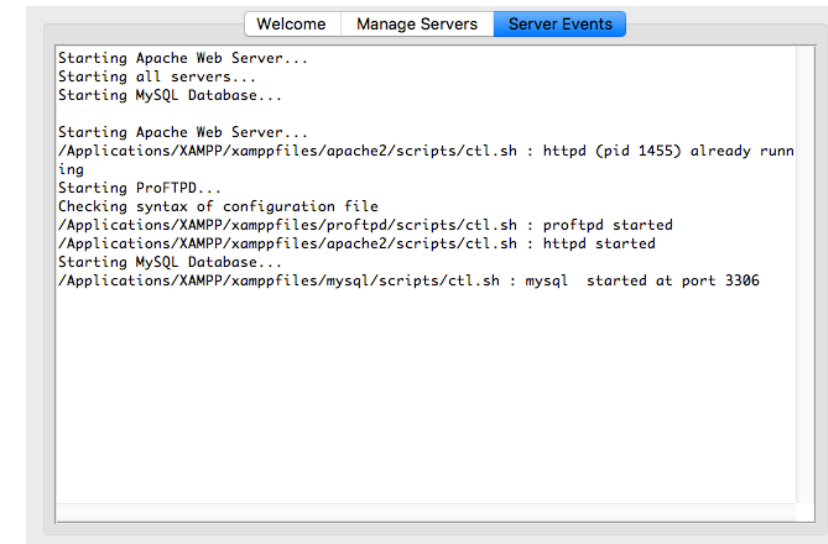 Welcome Manage Servers Server Events
Starting Apache Web Server...
Starting all servers...
Starting MySQL Database...
Starting Apache Web Server...
/Applications/XAMPP/xamppfiles/apache2/scripts/ctl.sh : httpd (pid 1455) already runn
ing
Starting ProFTPD...
Checking syntax of configuration file
/Applications/XAMPP/xamppfiles/proftpd/scripts/ctl.sh : proftpd started
/Applications/XAMPP/xamppfiles/apache2/scripts/ctl.sh : httpd started
Starting MySQL Database...
/Applications/XAMPP/xamppfiles/mysql/scripts/ctl.sh : mysql  started at port 3306